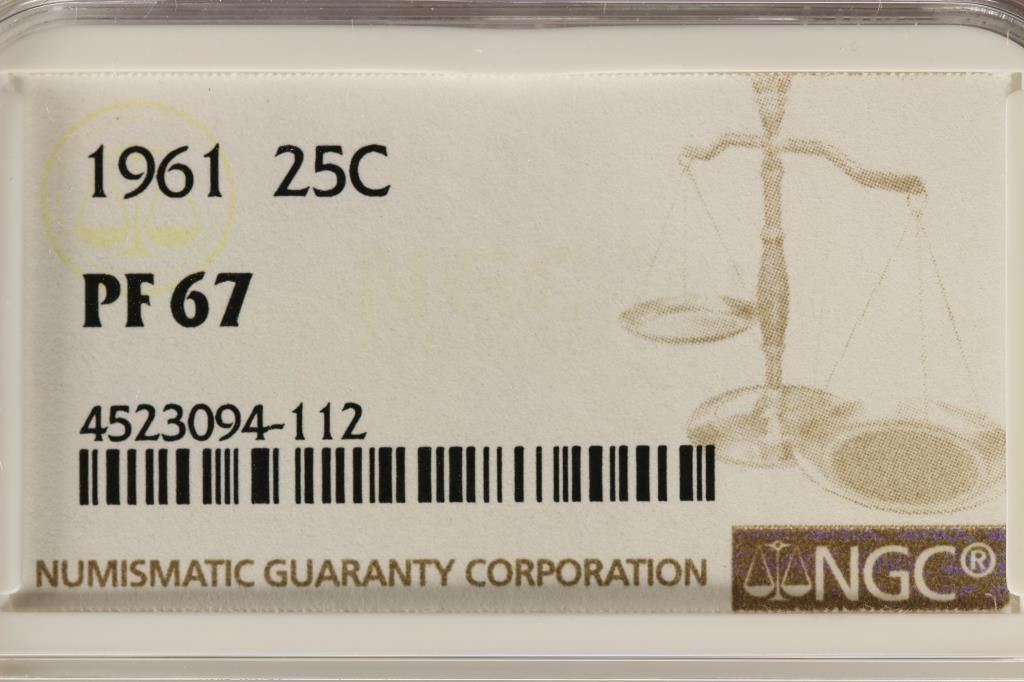 1961 25C
PF 67
4523094-112
NUMISMATIC GUARANTY CORPORATION
NGC®